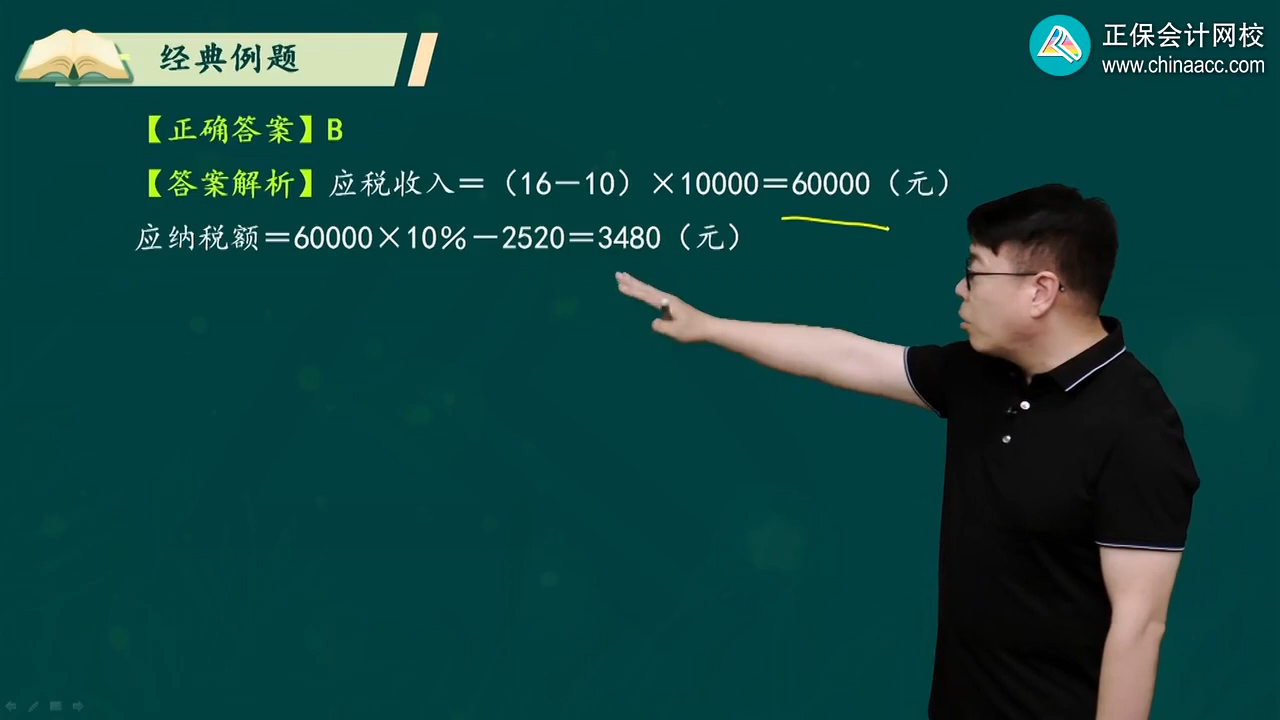 经典例题
正保会计网校
www.chinaacc.com
【正确答案】B
【答案解析】应税收入=（16-10）×10000=60000（元）
应纳税额=60000×10%-2520=3480（元）